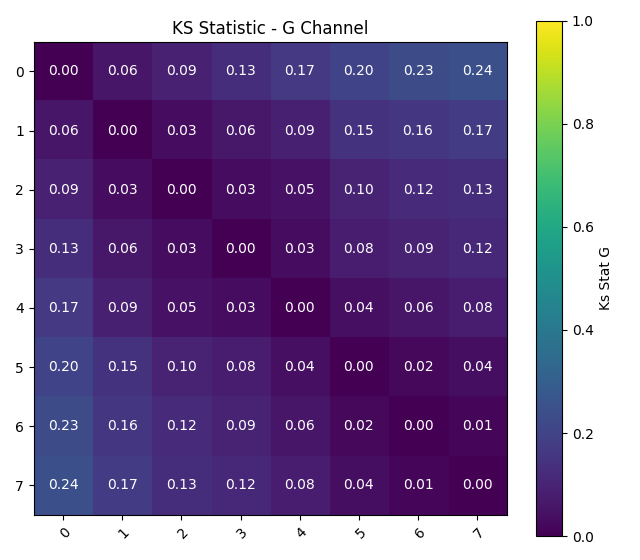 KS Statistic - G Channel
0 0.00 0.06 0.09 0.13 0.17 0.20 0.23 0.24
1 0.06 0.00 0.03 0.06 0.09 0.15 0.16 0.17
2 0.09 0.03 0.00 0.03 0.05 0.10 0.12 0.13
3 0.13 0.06 0.03 0.00 0.03 0.08 0.09 0.12
4 0.17 0.09 0.05 0.03 0.00 0.04 0.06 0.08
5 0.20 0.15 0.10 0.08 0.04 0.00 0.02 0.04
6 0.23 0.16 0.12 0.09 0.06 0.02 0.00 0.01
7 0.24 0.17 0.13 0.12 0.08 0.04 0.01 0.00
0 1 2 3 4 5 6 7
1.0
0.8
0.6
0.4
0.2
0.0
Ks Stat G